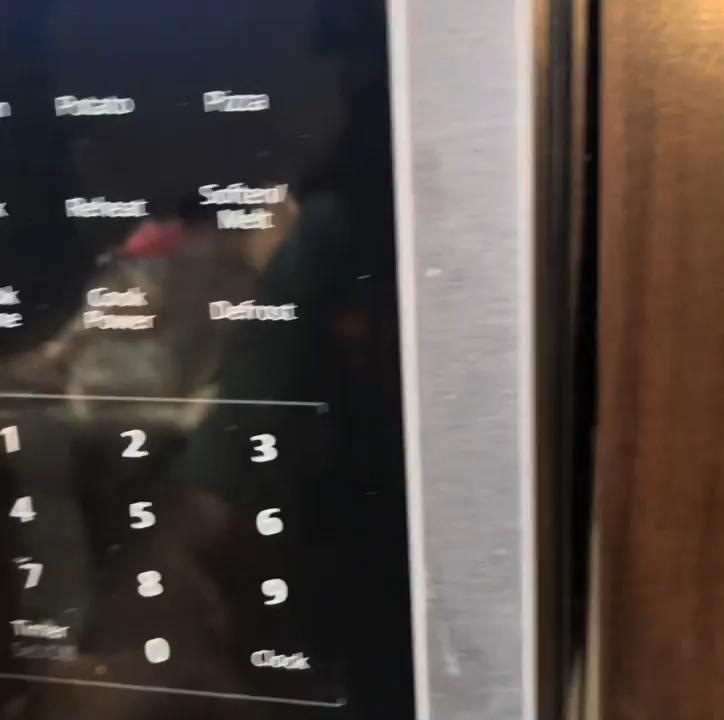 Potato Pizza
Reheat Soften/
Melt
Cook Defrost
Power
1 2 3
4 5 6
7 8 9
Timer
0 Clock